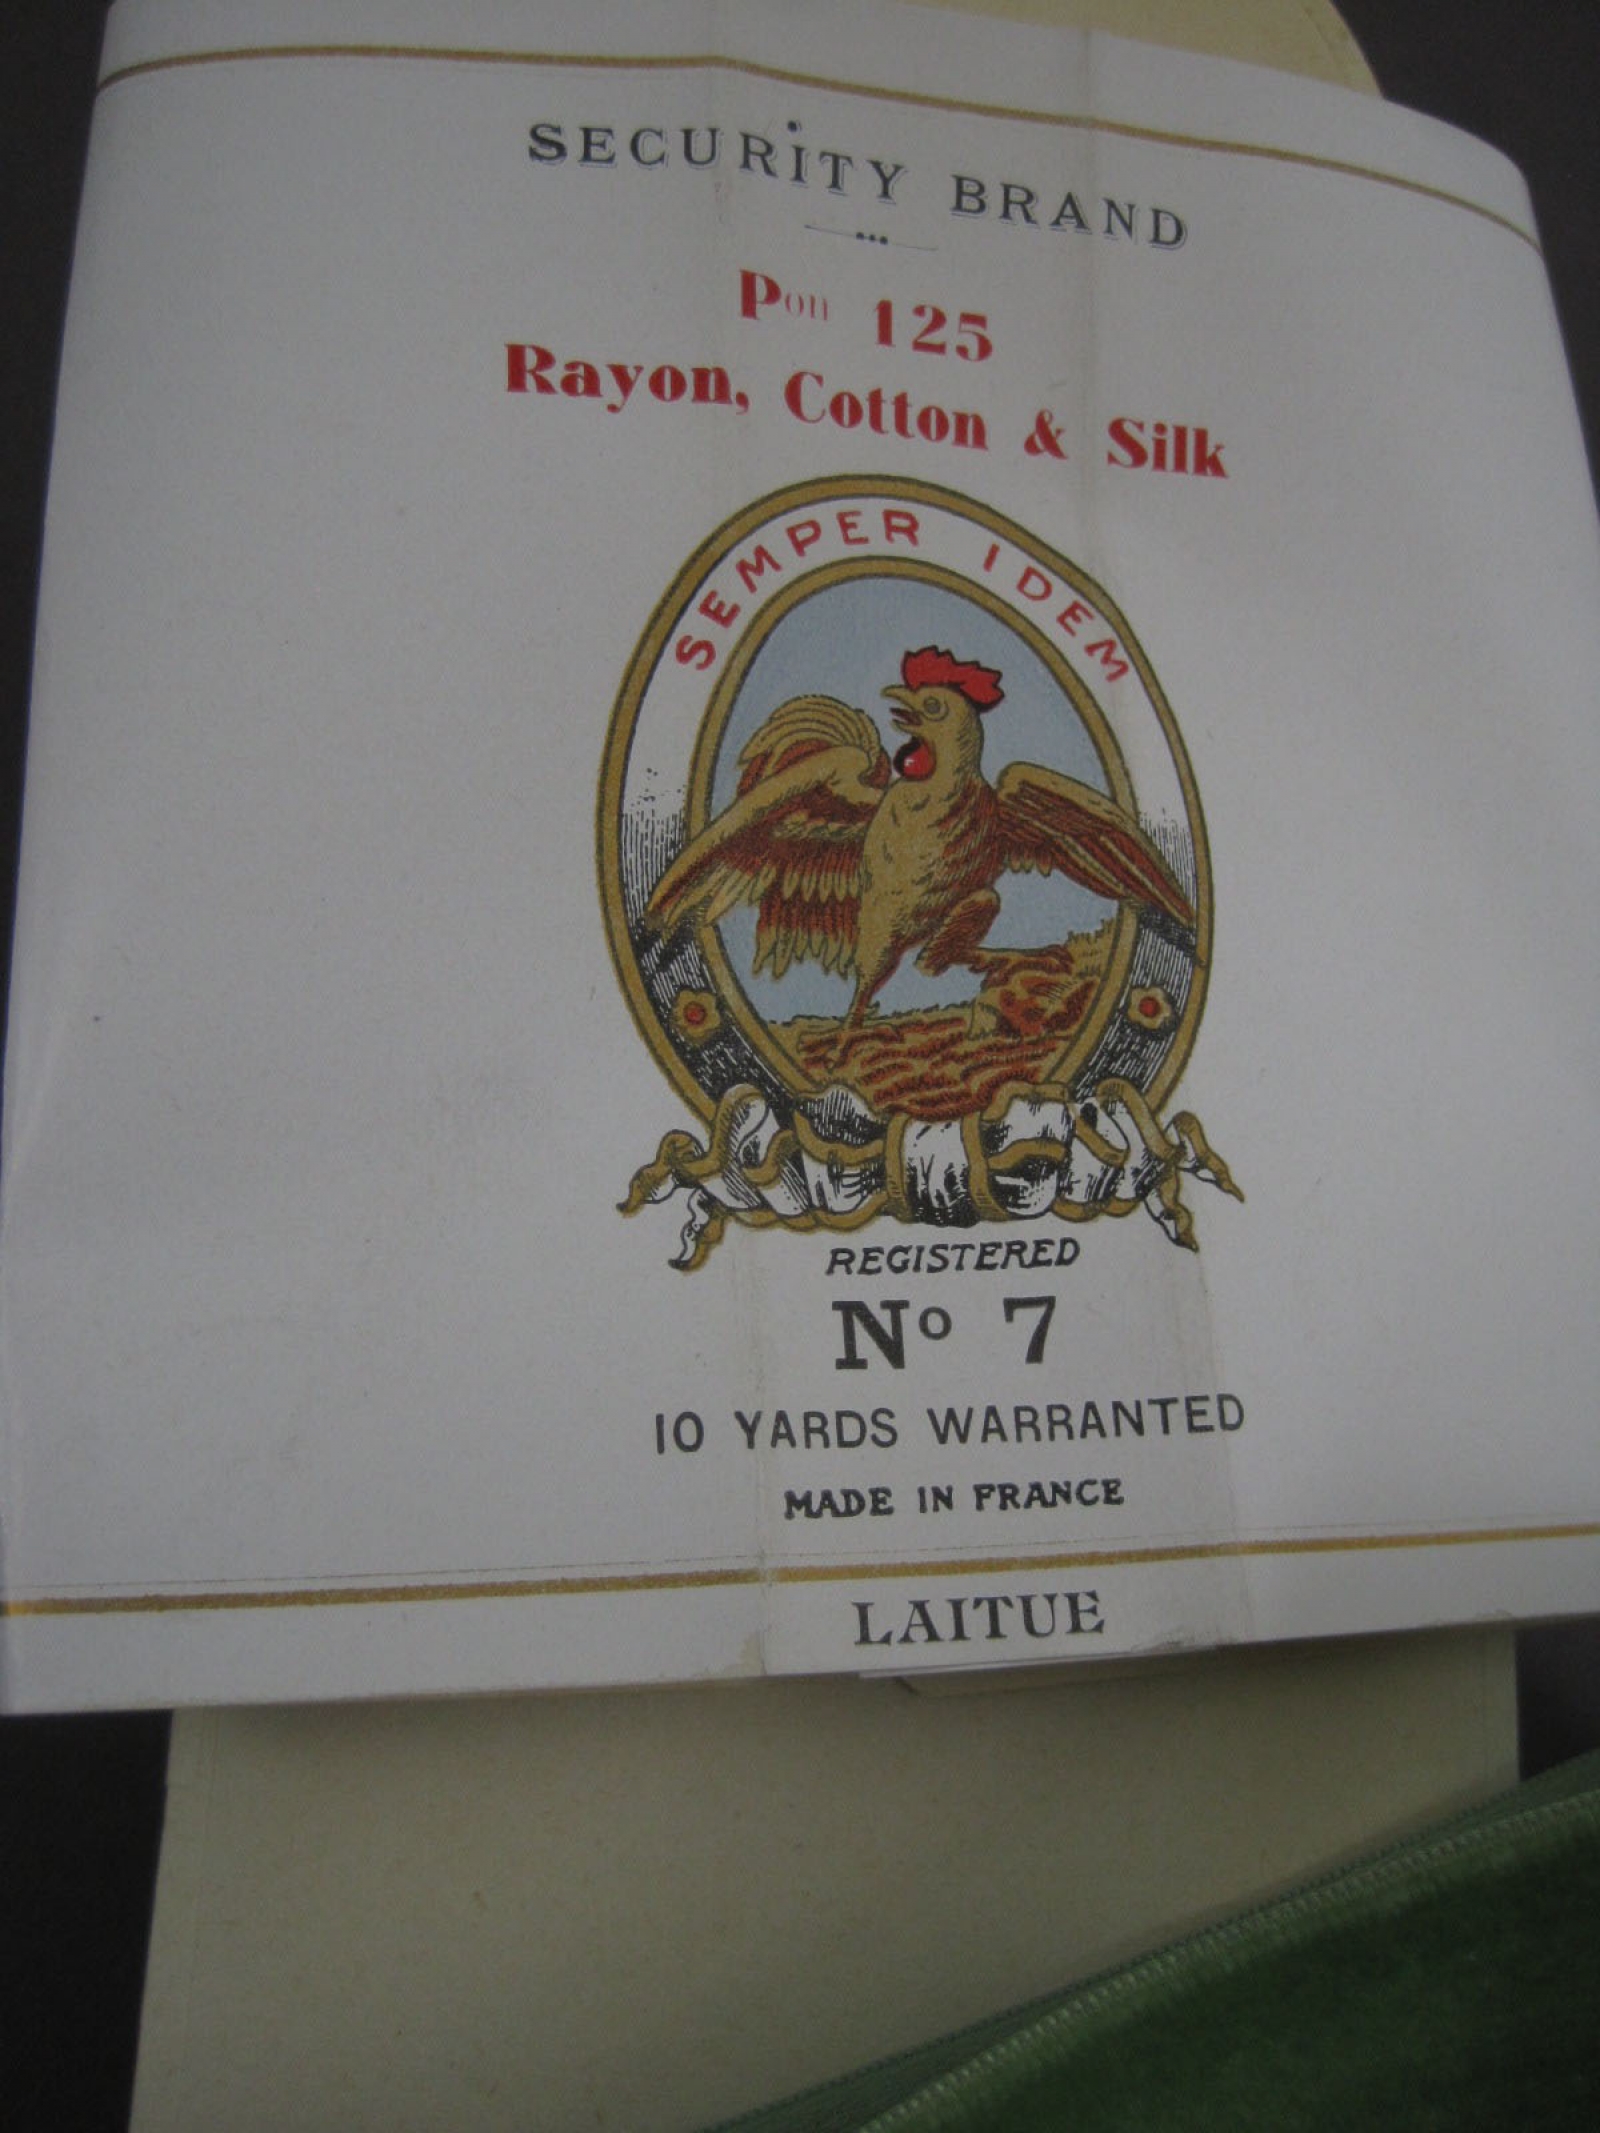 SECURITY BRAND
Pon 125
Rayon, Cotton & Silk
SEMPER IDEM
REGISTERED
No 7
10 YARDS WARRANTED
MADE IN FRANCE
LAITUE